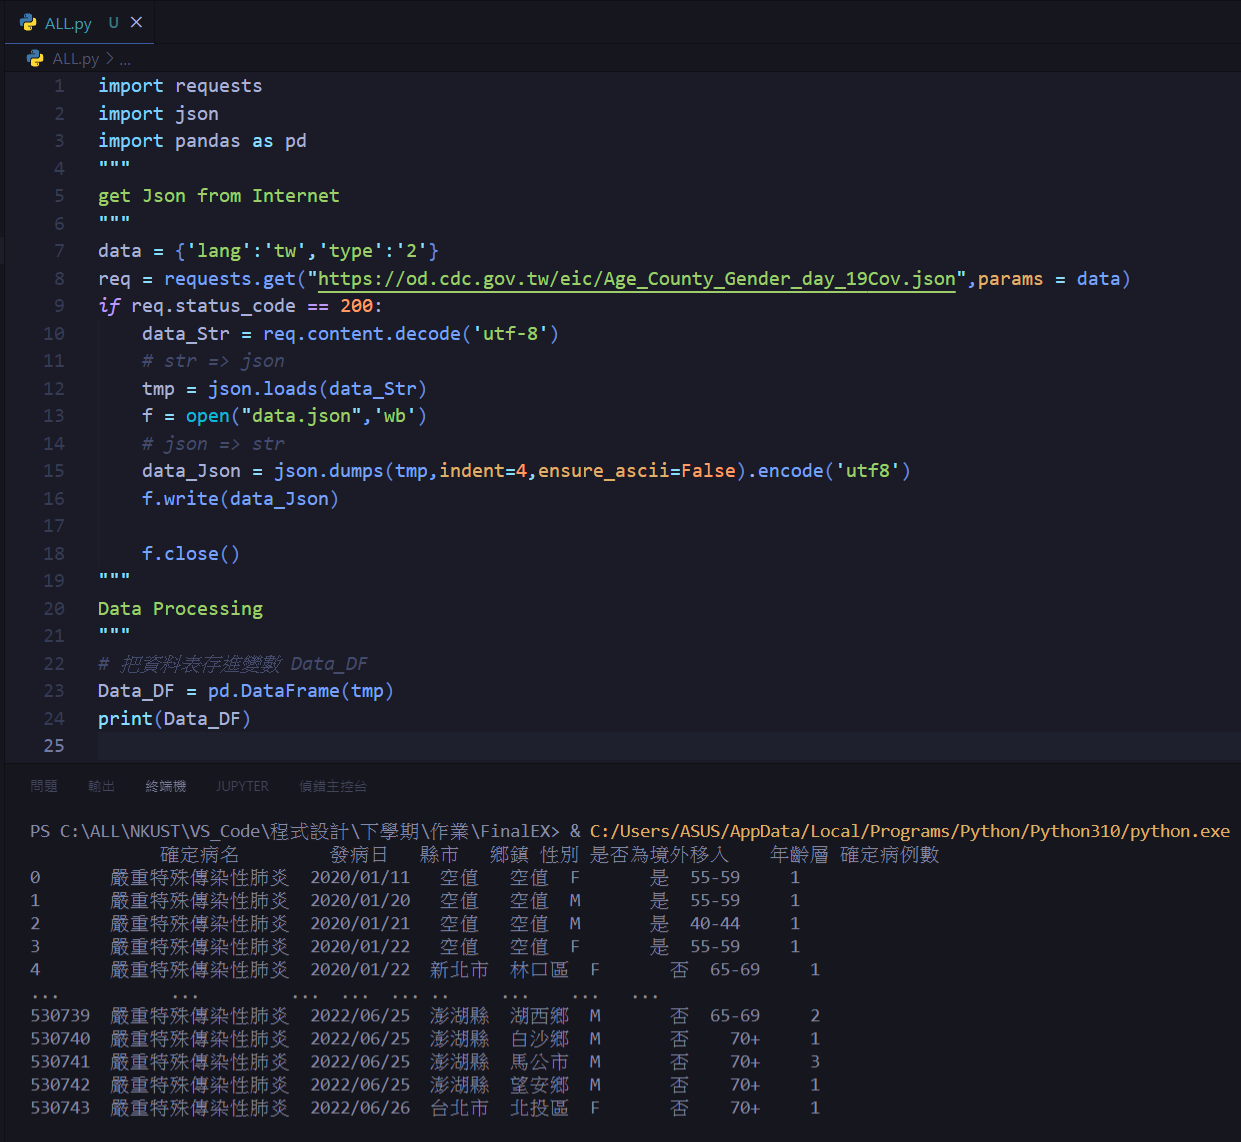 ALL.py U
ALL.py > ...
1 import requests
2 import json
3 import pandas as pd
4 """
5 get Json from Internet
6 """
7 data = {'lang':'tw','type':'2'}
8 req = requests.get("https://od.cdc.gov.tw/eic/Age_County_Gender_day_19Cov.json",params = data)
9 if req.status_code == 200:
10     data_Str = req.content.decode('utf-8')
11     # str => json
12     tmp = json.loads(data_Str)
13     f = open("data.json",'wb')
14     # json => str
15     data_Json = json.dumps(tmp,indent=4,ensure_ascii=False).encode('utf8')
16     f.write(data_Json)
17
18     f.close()
19 """
20 Data Processing
21 """
22 # 把資料表存進變數 Data_DF
23 Data_DF = pd.DataFrame(tmp)
24 print(Data_DF)
25
問題 輸出 終端機 JUPYTER 偵錯主控台
PS C:\ALL\NKUST\VS_Code\程式設計\下學期\作業\FinalEX> & C:/Users/ASUS/AppData/Local/Programs/Python/Python310/python.exe
確定病名 發病日 縣市 鄉鎮 性別 是否為境外移入 年齡層 確定病例數
0 嚴重特殊傳染性肺炎 2020/01/11 空值 空值 F 是 55-59 1
1 嚴重特殊傳染性肺炎 2020/01/20 空值 空值 M 是 55-59 1
2 嚴重特殊傳染性肺炎 2020/01/21 空值 空值 M 是 40-44 1
3 嚴重特殊傳染性肺炎 2020/01/22 空值 空值 F 是 55-59 1
4 嚴重特殊傳染性肺炎 2020/01/22 新北市 林口區 F 否 65-69 1
... ... ... ... ... .. ... ... ...
530739 嚴重特殊傳染性肺炎 2022/06/25 澎湖縣 湖西鄉 M 否 65-69 2
530740 嚴重特殊傳染性肺炎 2022/06/25 澎湖縣 白沙鄉 M 否 70+ 1
530741 嚴重特殊傳染性肺炎 2022/06/25 澎湖縣 馬公市 M 否 70+ 3
530742 嚴重特殊傳染性肺炎 2022/06/25 澎湖縣 望安鄉 M 否 70+ 1
530743 嚴重特殊傳染性肺炎 2022/06/26 台北市 北投區 F 否 70+ 1